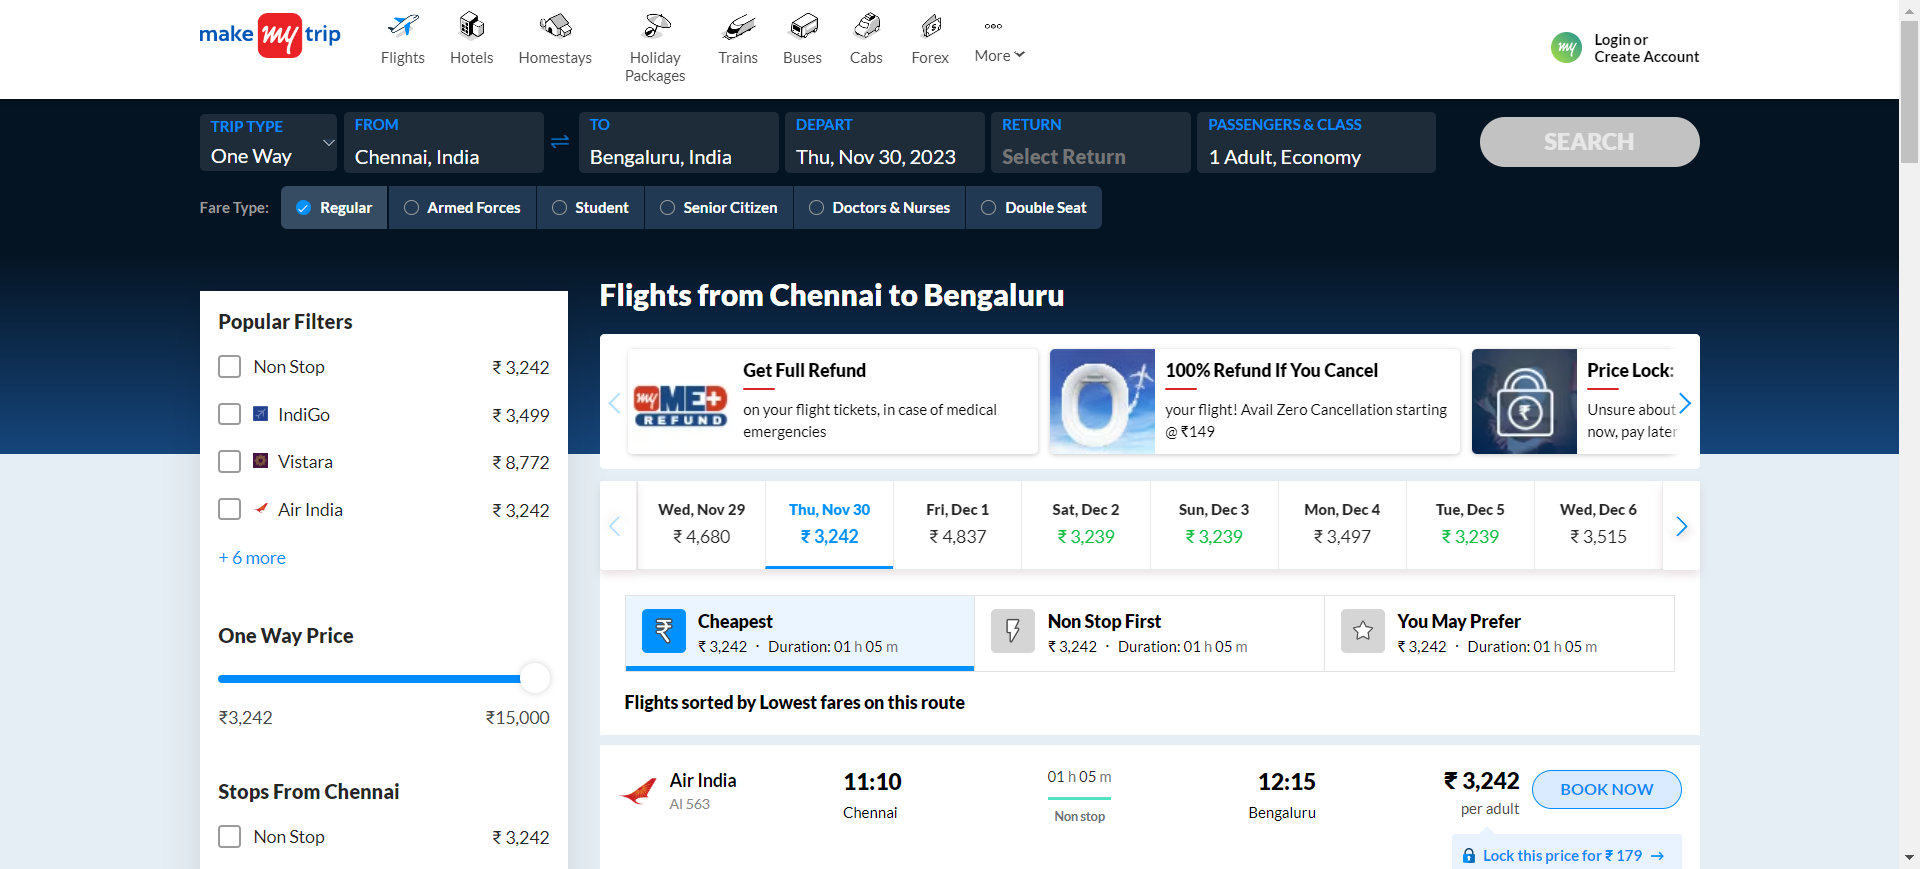 make my trip
Flights
Hotels
Homestays
Holiday
Packages
Trains
Buses
Cabs
Forex
More
my
Login or
Create Account
TRIP TYPE
One Way
FROM
Chennai, India
TO
Bengaluru, India
DEPART
Thu, Nov 30, 2023
RETURN
Select Return
PASSENGERS & CLASS
1 Adult, Economy
SEARCH
Fare Type:
Regular
Armed Forces
Student
Senior Citizen
Doctors & Nurses
Double Seat
Popular Filters
Non Stop ₹ 3,242
IndiGo ₹ 3,499
Vistara ₹ 8,772
Air India ₹ 3,242
+ 6 more
One Way Price
₹3,242 ₹15,000
Stops From Chennai
Non Stop ₹ 3,242
Flights from Chennai to Bengaluru
my MED+
REFUND
Get Full Refund
on your flight tickets, in case of medical
emergencies
100% Refund If You Cancel
your flight! Avail Zero Cancellation starting
@ ₹149
₹
Price Lock:
Unsure about
now, pay later
Wed, Nov 29
₹ 4,680
Thu, Nov 30
₹ 3,242
Fri, Dec 1
₹ 4,837
Sat, Dec 2
₹ 3,239
Sun, Dec 3
₹ 3,239
Mon, Dec 4
₹ 3,497
Tue, Dec 5
₹ 3,239
Wed, Dec 6
₹ 3,515
₹
Cheapest
₹ 3,242 · Duration: 01 h 05 m
Non Stop First
₹ 3,242 · Duration: 01 h 05 m
You May Prefer
₹ 3,242 · Duration: 01 h 05 m
Flights sorted by Lowest fares on this route
Air India
AI 563
11:10
Chennai
01 h 05 m
Non stop
12:15
Bengaluru
₹ 3,242
per adult
BOOK NOW
Lock this price for ₹ 179 →